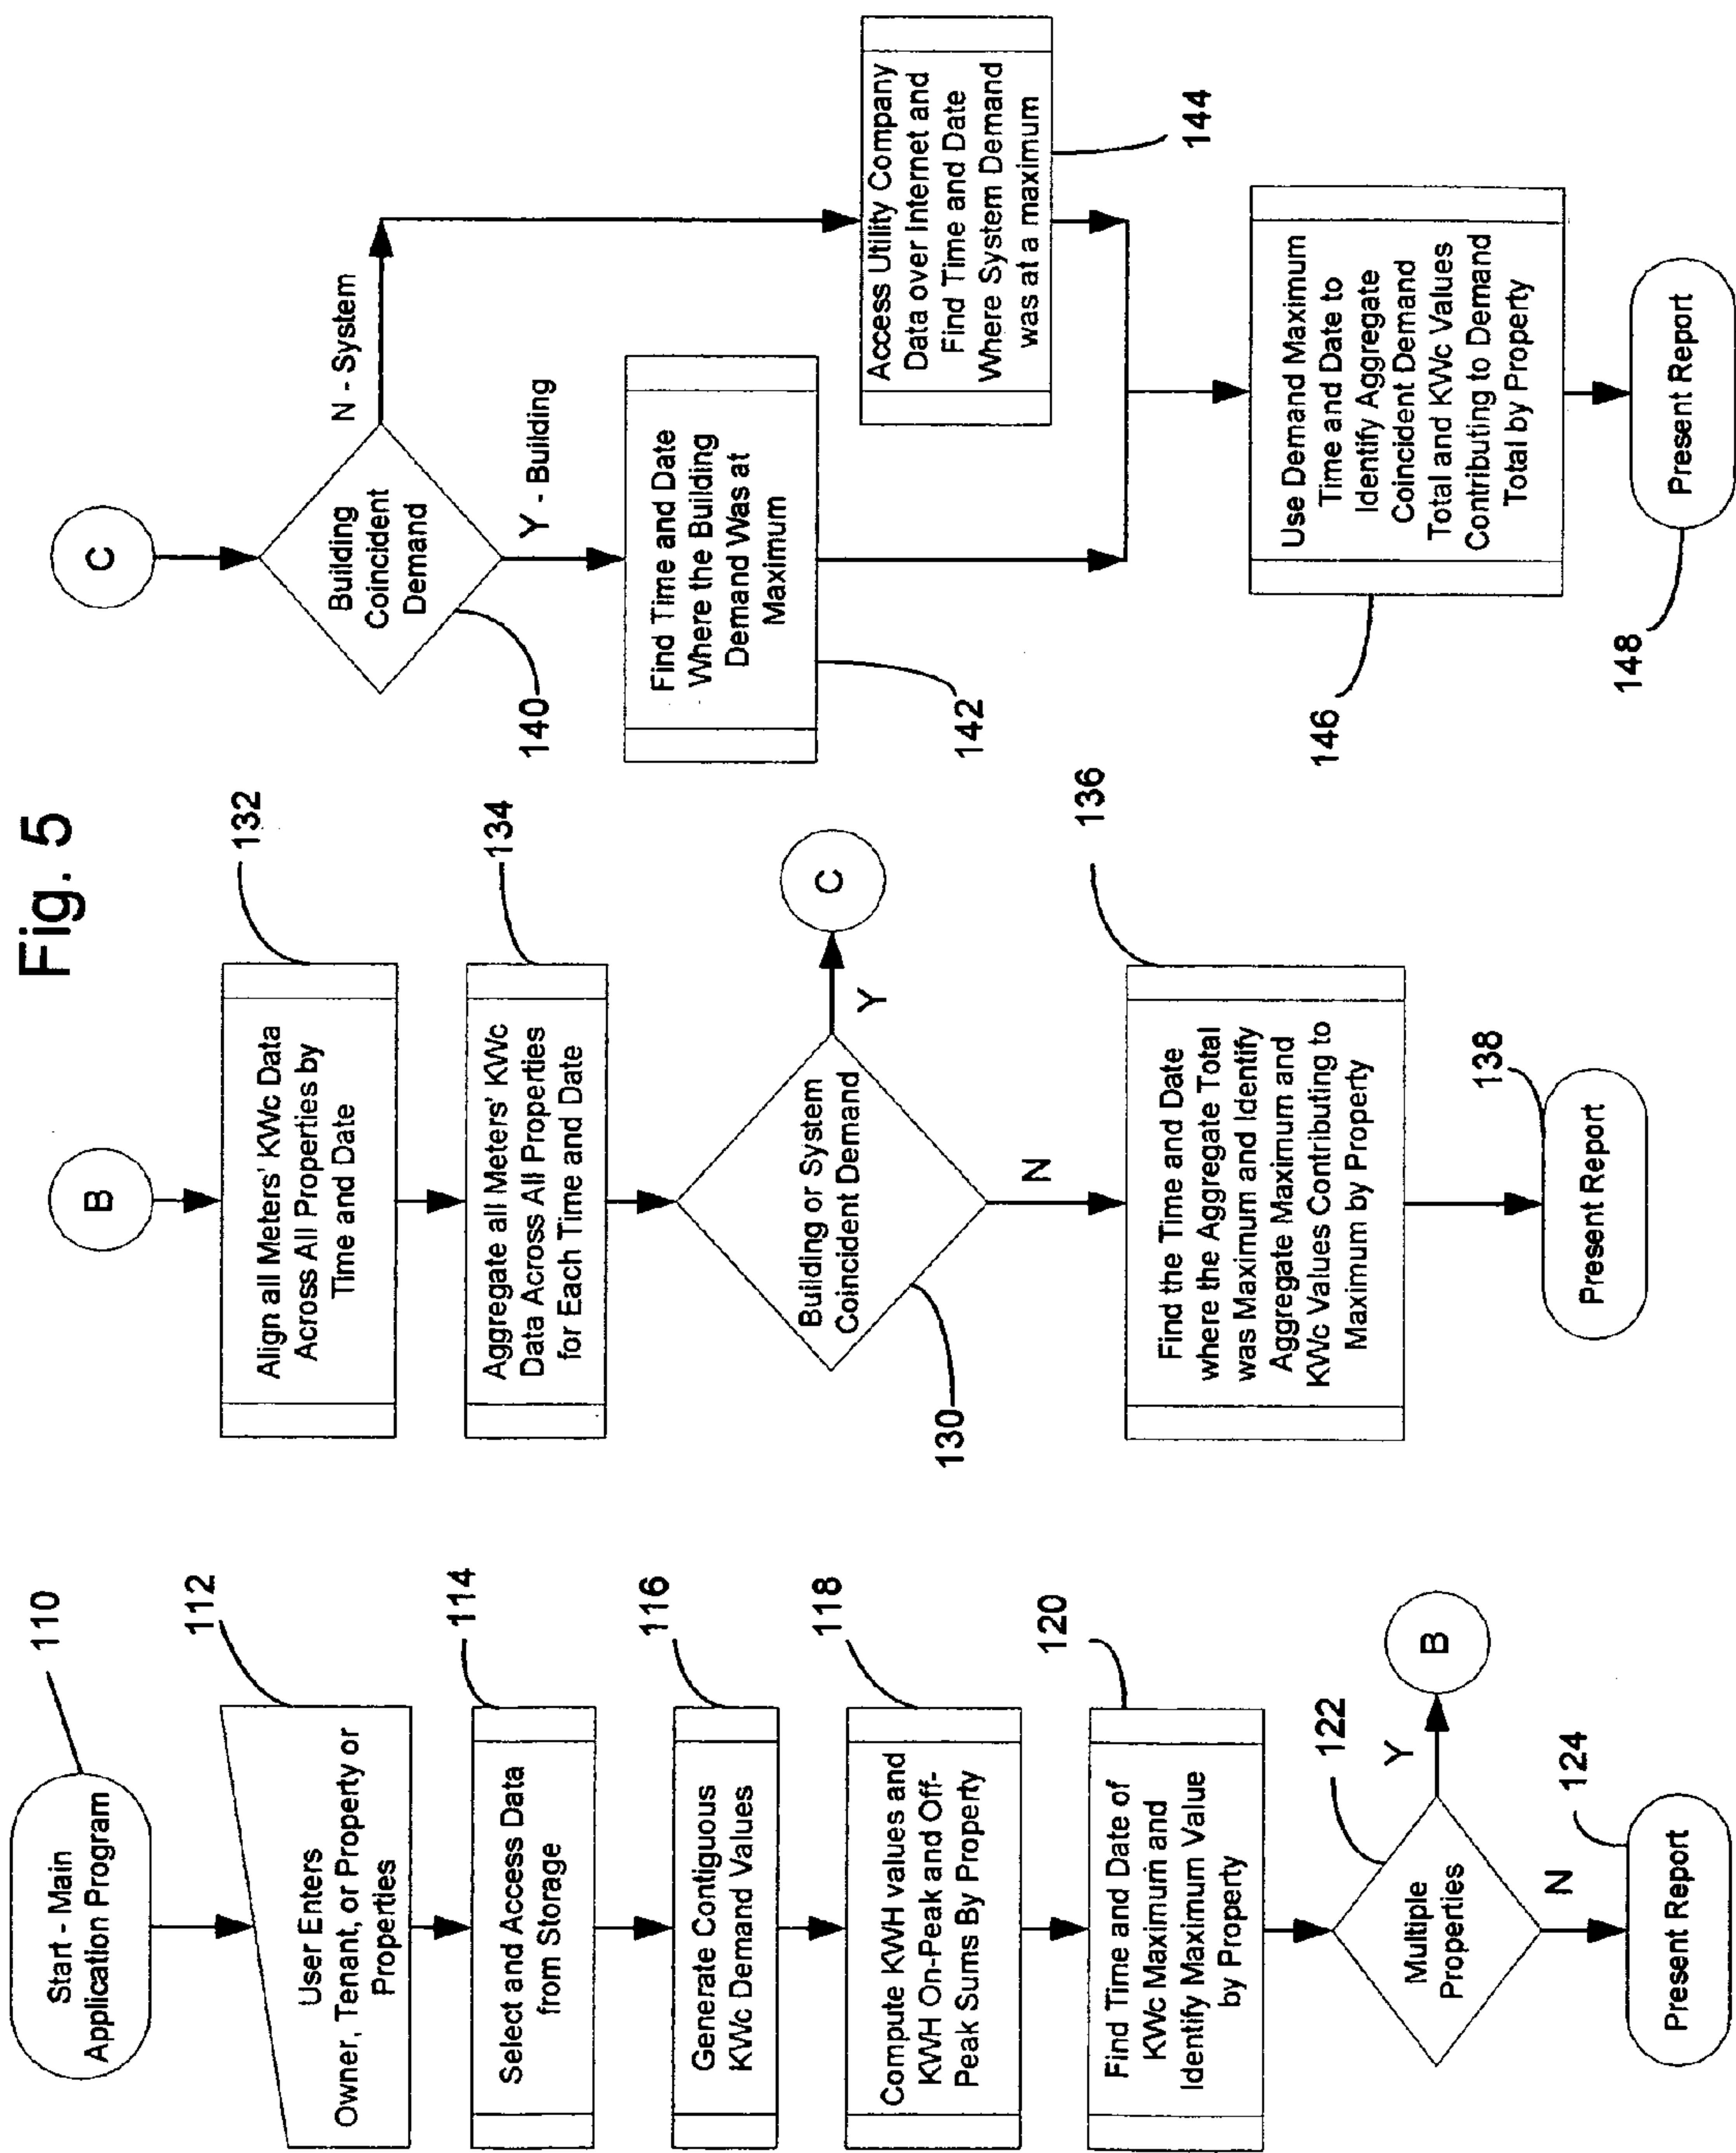 Fig. 5
Start - Main
Application Program
110
User Enters
Owner, Tenant, or Property or
Properties
112
Select and Access Data
from Storage
114
Generate Contiguous
KWc Demand Values
116
Compute KWH values and
KWH On-Peak and Off-
Peak Sums By Property
118
Find Time and Date of
KWc Maximum and
Identify Maximum Value
by Property
120
Multiple
Properties
122
Y
B
N
Present Report
124
B
Align all Meters' KWc Data
Across All Properties by
Time and Date
132
Aggregate all Meters' KWc
Data Across All Properties
for Each Time and Date
134
Building or System
Coincident Demand
130
Y
C
N
Find the Time and Date
where the Aggregate Total
was Maximum and Identify
Aggregate Maximum and
KWc Values Contributing to
Maximum by Property
136
Present Report
138
C
Building
Coincident
Demand
140
N - System
Y - Building
Find Time and Date
Where the Building
Demand Was at
Maximum
142
Access Utility Company
Data over Internet and
Find Time and Date
Where System Demand
was at a maximum
144
Use Demand Maximum
Time and Date to
Identify Aggregate
Coincident Demand
Total and KWc Values
Contributing to Demand
Total by Property
146
Present Report
148